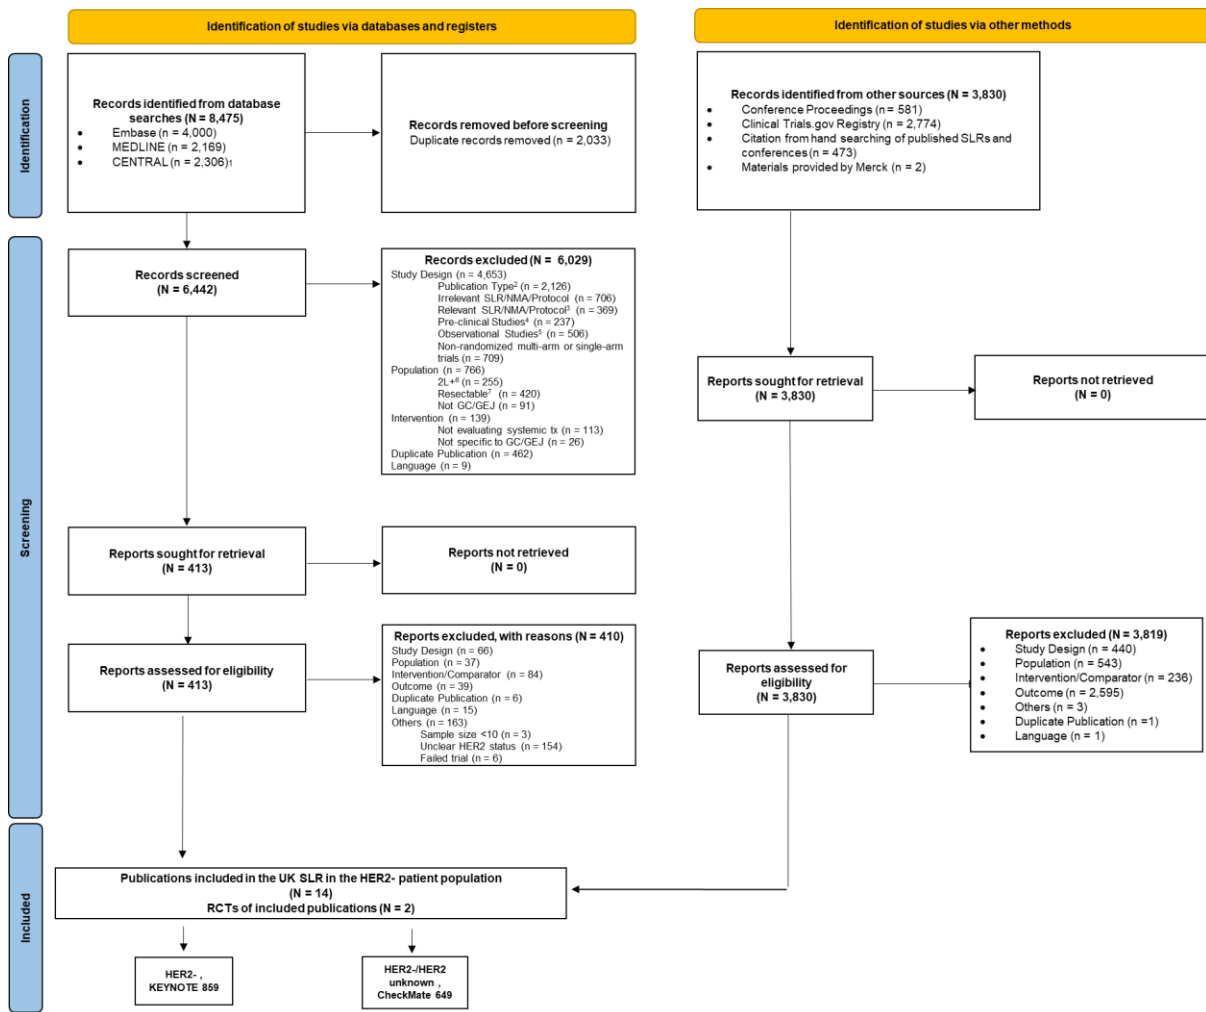 Identification of studies via databases and registers
Identification of studies via other methods
Identification
Records identified from database
searches (N = 8,475)
• Embase (n = 4,000)
• MEDLINE (n = 2,169)
• CENTRAL (n = 2,306)1
Records removed before screening
Duplicate records removed (n = 2,033)
Records identified from other sources (N = 3,830)
• Conference Proceedings (n = 581)
• Clinical Trials.gov Registry (n = 2,774)
• Citation from hand searching of published SLRs and
conferences (n = 473)
• Materials provided by Merck (n = 2)
Screening
Records screened
(N = 6,442)
Records excluded (N = 6,029)
Study Design (n = 4,653)
Publication Type2 (n = 2,126)
Irrelevant SLR/NMA/Protocol (n = 706)
Relevant SLR/NMA/Protocol3 (n = 369)
Pre-clinical Studies4 (n = 237)
Observational Studies5 (n = 506)
Non-randomized multi-arm or single-arm
trials (n = 709)
Population (n = 766)
2L+6 (n = 255)
Resectable7 (n = 420)
Not GC/GEJ (n = 91)
Intervention (n = 139)
Not evaluating systemic tx (n = 113)
Not specific to GC/GEJ (n = 26)
Duplicate Publication (n = 462)
Language (n = 9)
Reports sought for retrieval
(N = 3,830)
Reports not retrieved
(N = 0)
Reports sought for retrieval
(N = 413)
Reports not retrieved
(N = 0)
Reports assessed for eligibility
(N = 413)
Reports excluded, with reasons (N = 410)
Study Design (n = 66)
Population (n = 37)
Intervention/Comparator (n = 84)
Outcome (n = 39)
Duplicate Publication (n = 6)
Language (n = 15)
Others (n = 163)
Sample size <10 (n = 3)
Unclear HER2 status (n = 154)
Failed trial (n = 6)
Reports assessed for
eligibility
(N = 3,830)
Reports excluded (N = 3,819)
• Study Design (n = 440)
• Population (n = 543)
• Intervention/Comparator (n = 236)
• Outcome (n = 2,595)
• Others (n = 3)
• Duplicate Publication (n =1)
• Language (n = 1)
Included
Publications included in the UK SLR in the HER2- patient population
(N = 14)
RCTs of included publications (N = 2)
HER2- ,
KEYNOTE 859
HER2-/HER2
unknown ,
CheckMate 649